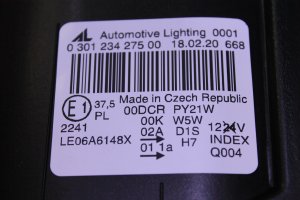 AL Automotive Lighting 0001
0 301 234 275 00 18.02.20 668
E1 37,5 Made in Czech Republic
PL 00DCR PY21W
2241 00K W5W 1224V
LE06A6148X 02A D1S INDEX
01 1a H7 Q004